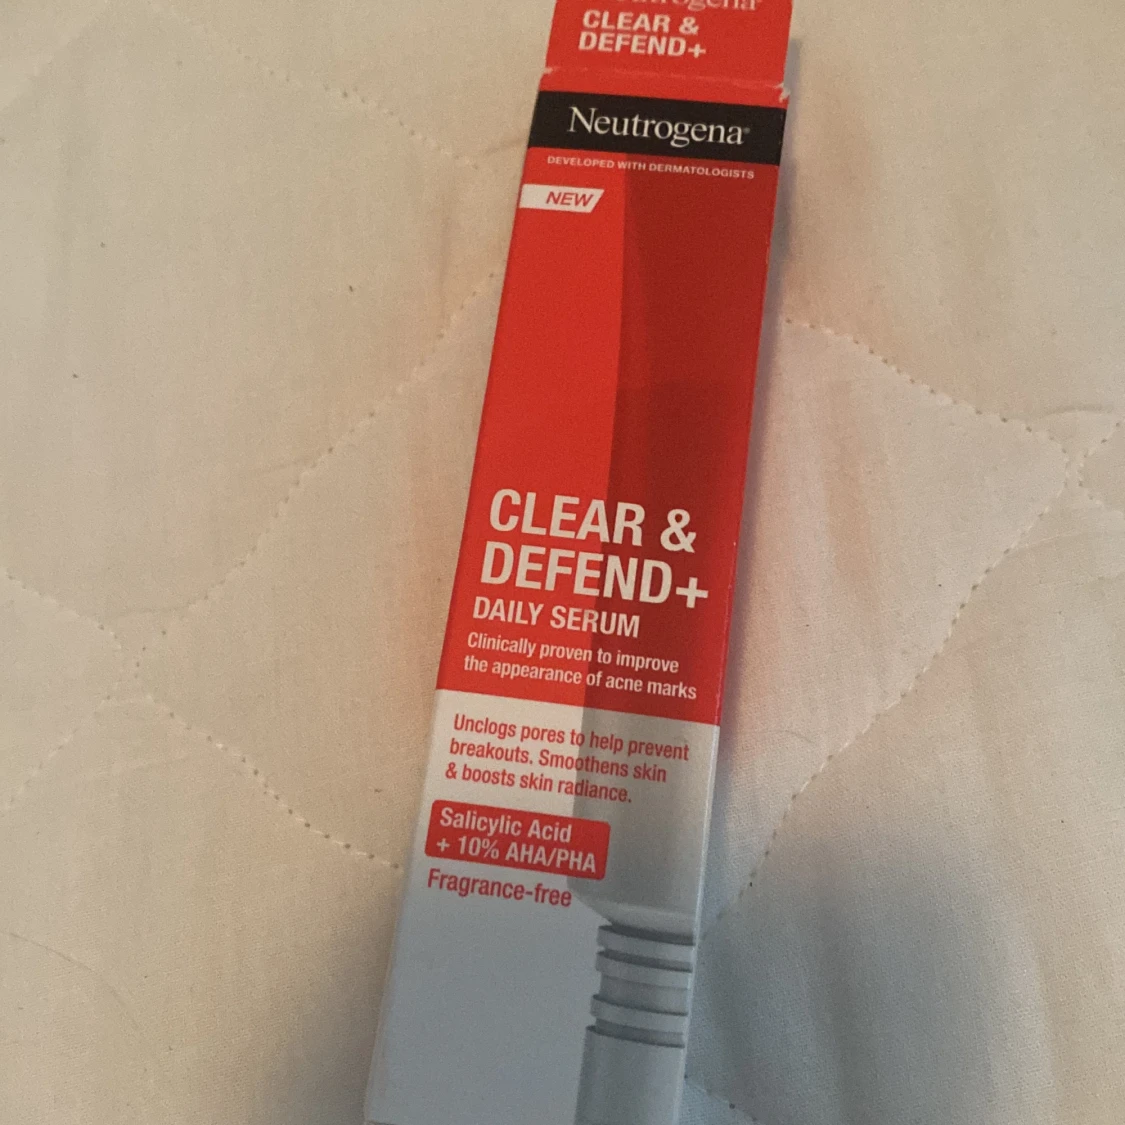 Neutrogena®
CLEAR &
DEFEND+
Neutrogena®
DEVELOPED WITH DERMATOLOGISTS
NEW
CLEAR &
DEFEND+
DAILY SERUM
Clinically proven to improve
the appearance of acne marks
Unclogs pores to help prevent
breakouts. Smoothens skin
& boosts skin radiance.
Salicylic Acid
+ 10% AHA/PHA
Fragrance-free